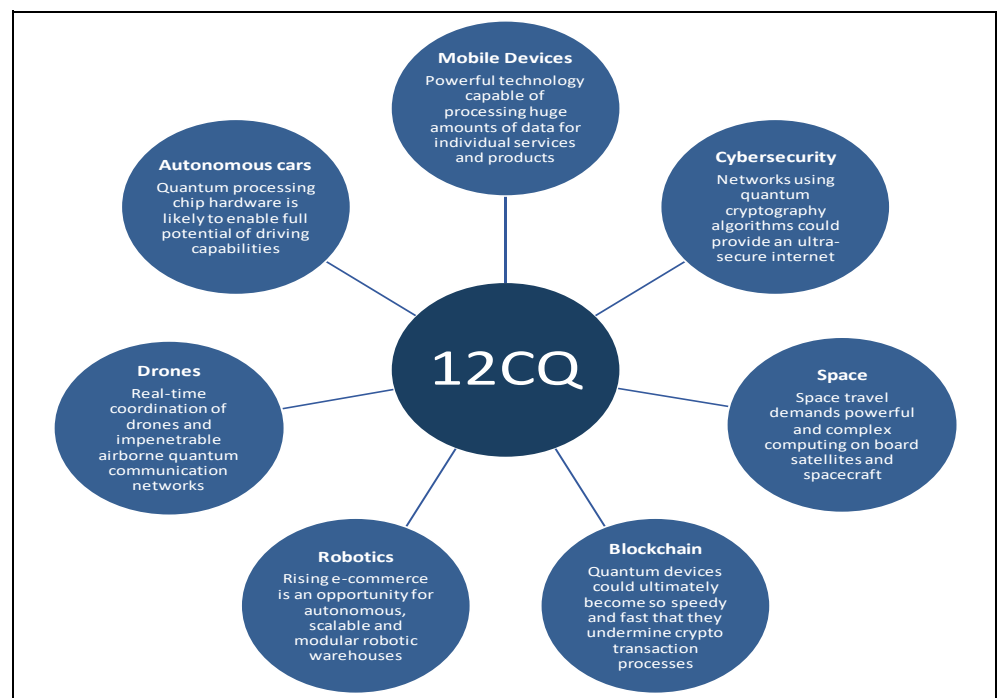 Mobile Devices
Powerful technology
capable of
processing huge
amounts of data for
individual services
and products
Autonomous cars
Quantum processing
chip hardware is
likely to enable full
potential of driving
capabilities
Cybersecurity
Networks using
quantum
cryptography
algorithms could
provide an ultra-
secure internet
12CQ
Drones
Real-time
coordination of
drones and
impenetrable
airborne quantum
communication
networks
Space
Space travel
demands powerful
and complex
computing on board
satellites and
spacecraft
Robotics
Rising e-commerce
is an opportunity for
autonomous,
scalable and
modular robotic
warehouses
Blockchain
Quantum devices
could ultimately
become so speedy
and fast that they
undermine crypto
transaction
processes